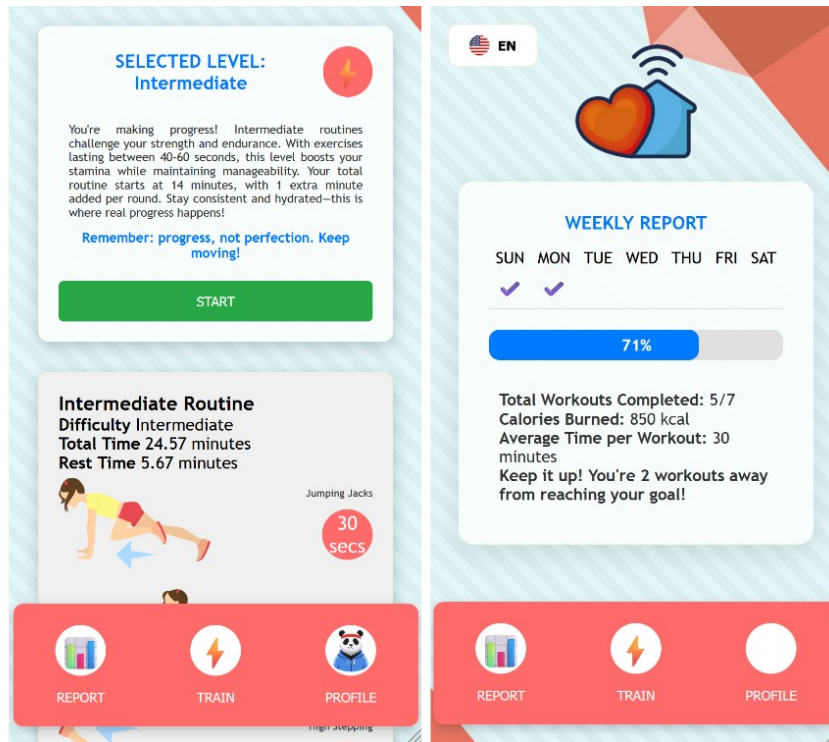 SELECTED LEVEL:
Intermediate
You're making progress! Intermediate routines
challenge your strength and endurance. With exercises
lasting between 40-60 seconds, this level boosts your
stamina while maintaining manageability. Your total
routine starts at 14 minutes, with 1 extra minute
added per round. Stay consistent and hydrated—this is
where real progress happens!
Remember: progress, not perfection. Keep
moving!
START
Intermediate Routine
Difficulty Intermediate
Total Time 24.57 minutes
Rest Time 5.67 minutes
Jumping Jacks
30
secs
REPORT
TRAIN
PROFILE
High Stepping
EN
WEEKLY REPORT
SUN MON TUE WED THU FRI SAT
71%
Total Workouts Completed: 5/7
Calories Burned: 850 kcal
Average Time per Workout: 30
minutes
Keep it up! You're 2 workouts away
from reaching your goal!
REPORT
TRAIN
PROFILE